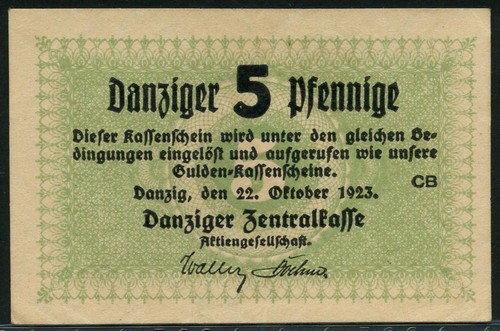 Danziger 5 Pfennige
Dieser Kassenschein wird unter den gleichen Be-
dingungen eingelöst und aufgerufen wie unsere
Gulden-Kassenscheine.
CB
Danzig, den 22. Oktober 1923.
Danziger Zentralkasse
Aktiengesellschaft.